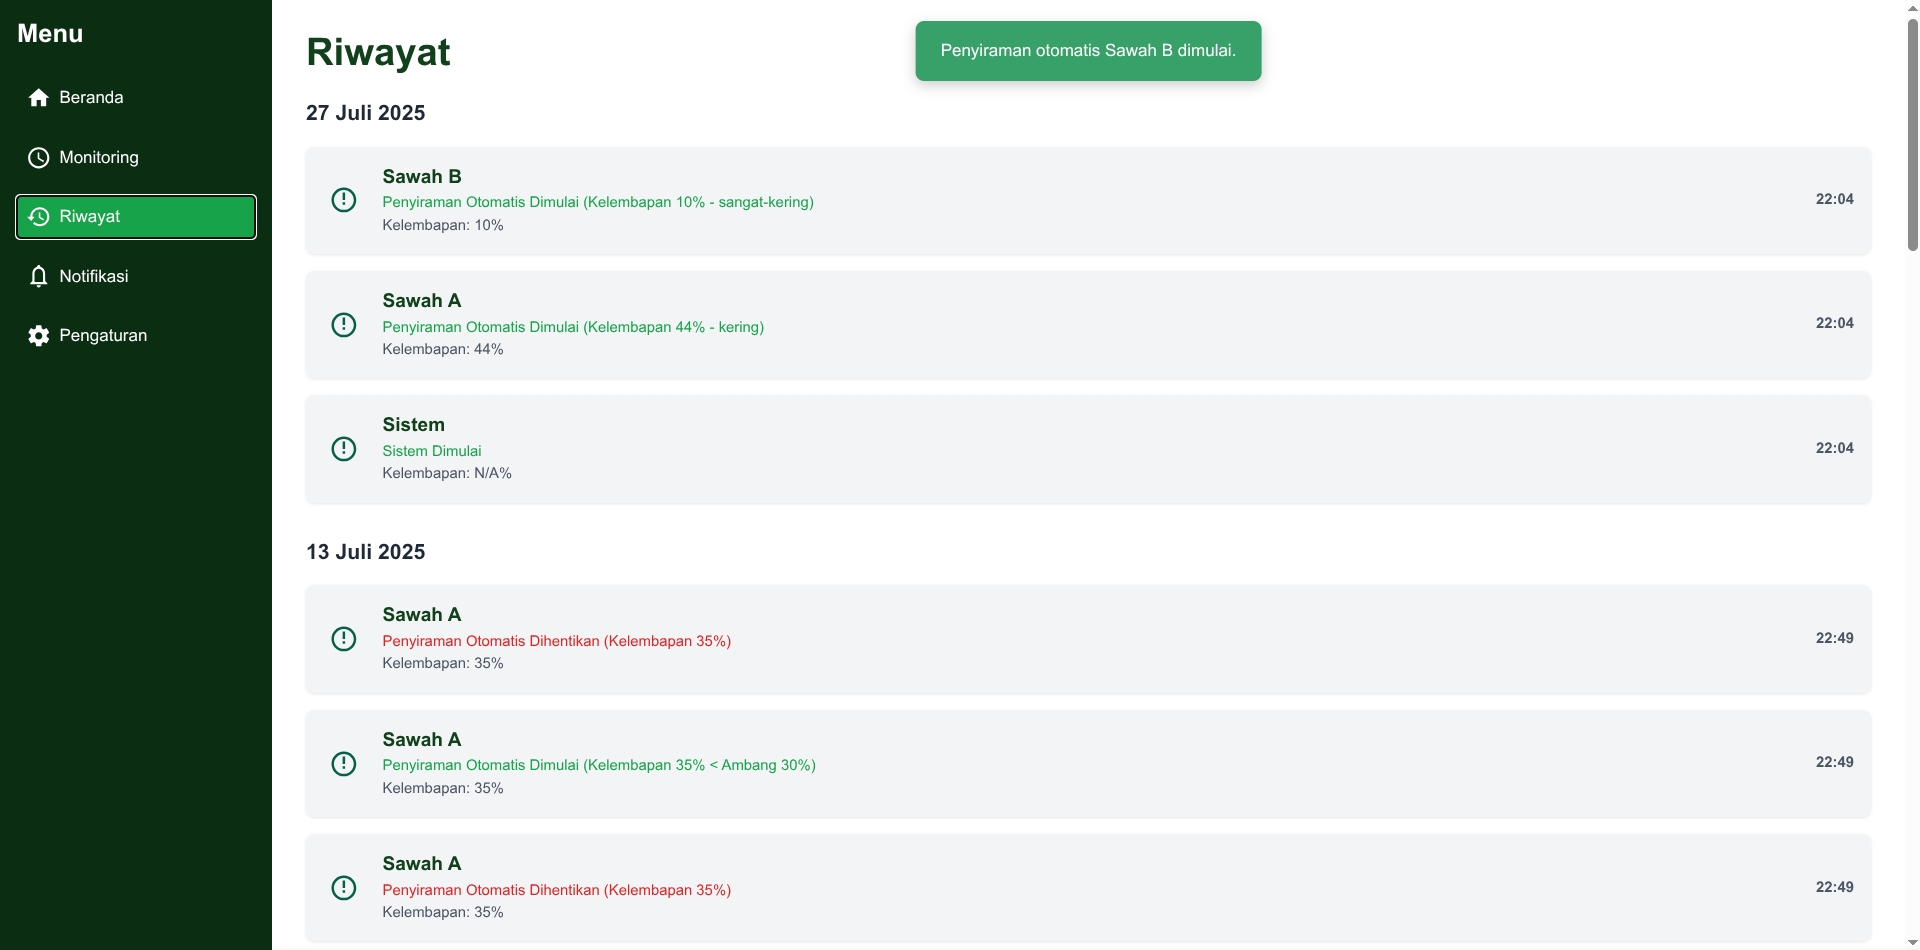 Menu
Beranda
Monitoring
Riwayat
Notifikasi
Pengaturan
Riwayat
Penyiraman otomatis Sawah B dimulai.
27 Juli 2025
Sawah B
Penyiraman Otomatis Dimulai (Kelembapan 10% - sangat-kering)
Kelembapan: 10%
22:04
Sawah A
Penyiraman Otomatis Dimulai (Kelembapan 44% - kering)
Kelembapan: 44%
22:04
Sistem
Sistem Dimulai
Kelembapan: N/A%
22:04
13 Juli 2025
Sawah A
Penyiraman Otomatis Dihentikan (Kelembapan 35%)
Kelembapan: 35%
22:49
Sawah A
Penyiraman Otomatis Dimulai (Kelembapan 35% < Ambang 30%)
Kelembapan: 35%
22:49
Sawah A
Penyiraman Otomatis Dihentikan (Kelembapan 35%)
Kelembapan: 35%
22:49